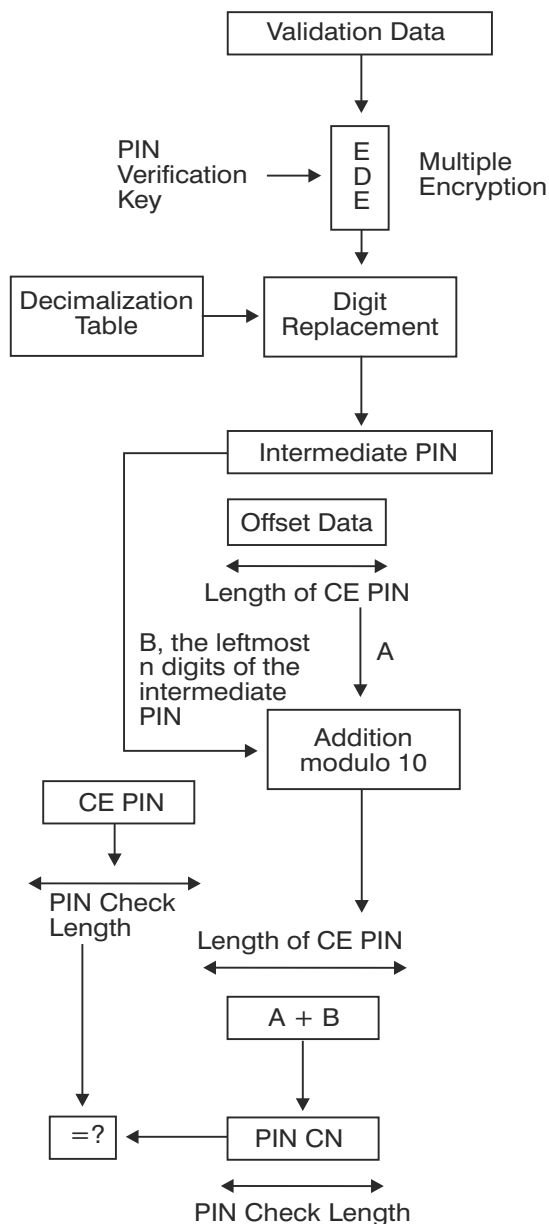 Validation Data
PIN
Verification
Key
E
D
E
Multiple
Encryption
Decimalization
Table
Digit
Replacement
Intermediate PIN
Offset Data
Length of CE PIN
B, the leftmost
n digits of the
intermediate
PIN
A
Addition
modulo 10
CE PIN
PIN Check
Length
Length of CE PIN
A + B
=?
PIN CN
PIN Check Length